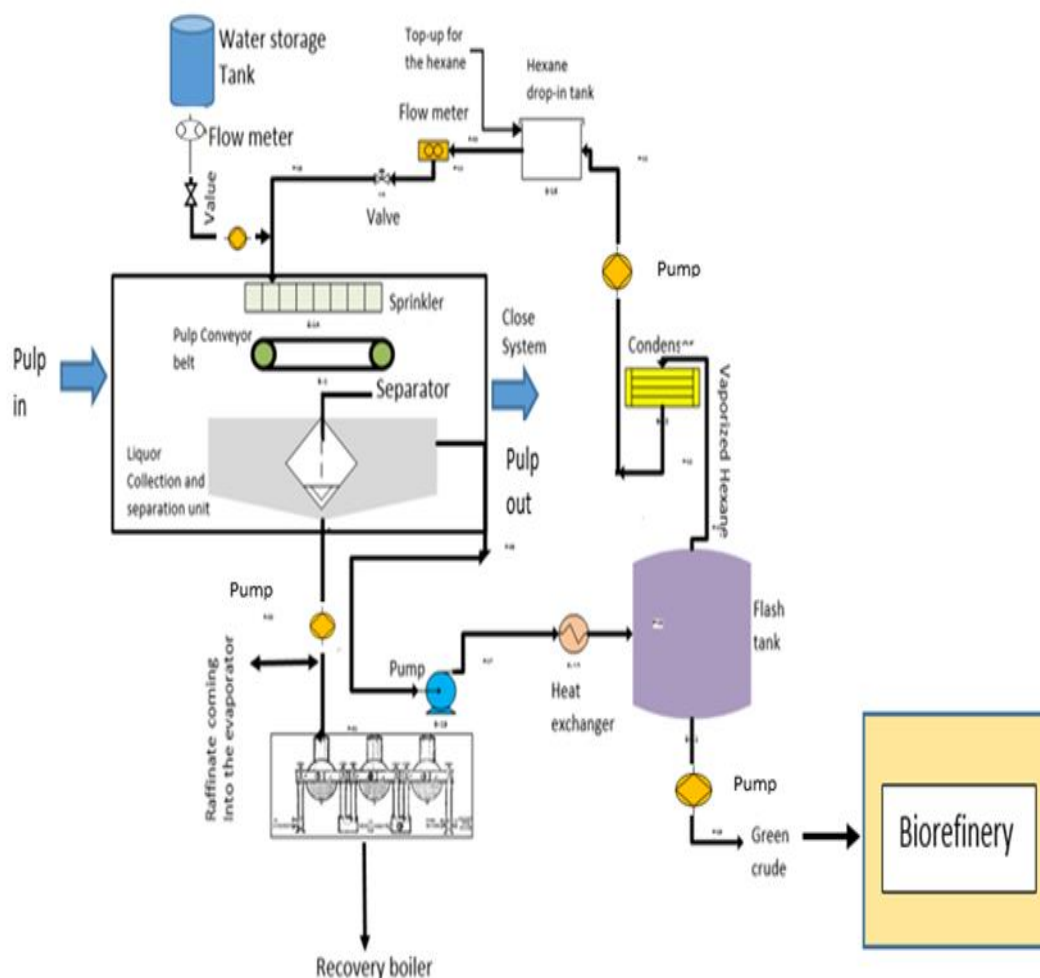 Water storage
Tank
Flow meter
Value
Top-up for
the hexane
Hexane
drop-in tank
Flow meter
Valve
Pump
Sprinkler
Pulp Conveyor
belt
Close
System
Condensor
Vaporized Hexane
Pulp
in
Separator
Liquor
Collection and
separation unit
Pulp
out
Pump
Raffinate coming
Into the evaporator
Pump
Heat
exchanger
Flash
tank
Pump
Green
crude
Biorefinery
Recovery boiler